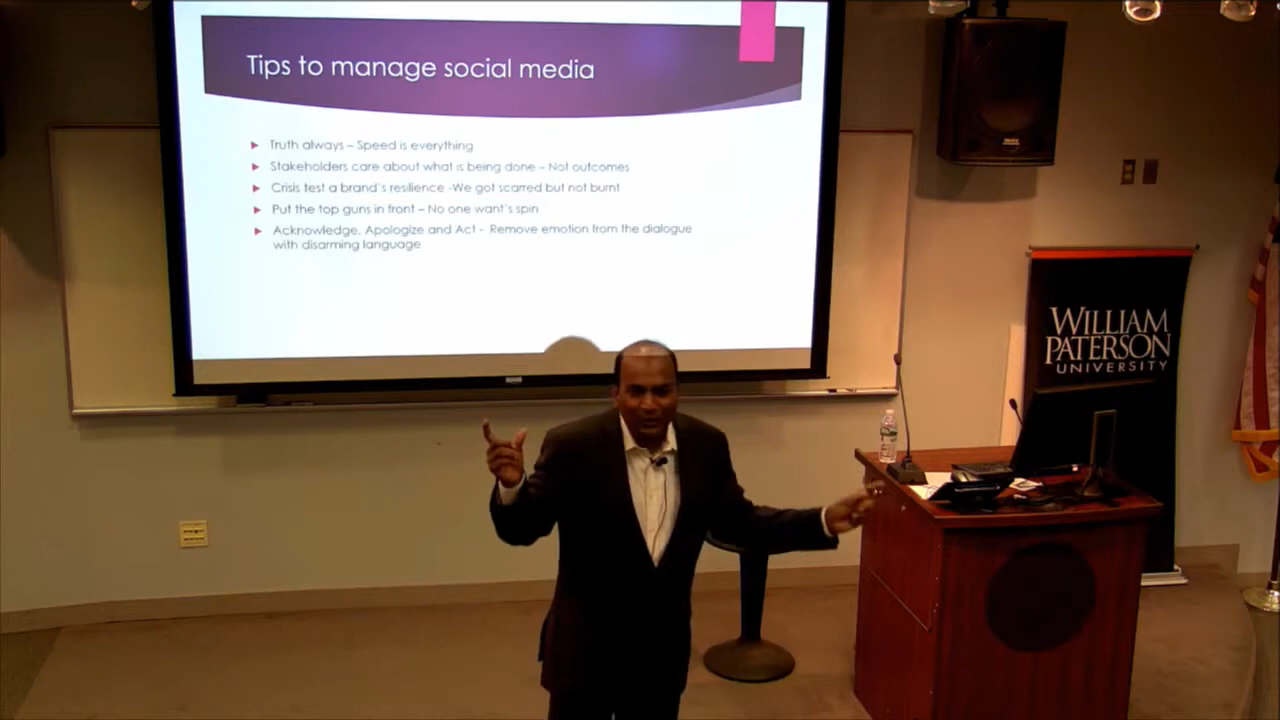 Tips to manage social media
Truth always – Speed is everything
Stakeholders care about what is being done – Not outcomes
Crisis test a brand's resilience -We got scarred but not burnt
Put the top guns in front – No one want's spin
Acknowledge, Apologize and Act - Remove emotion from the dialogue
with disarming language
WILLIAM
PATERSON
UNIVERSITY